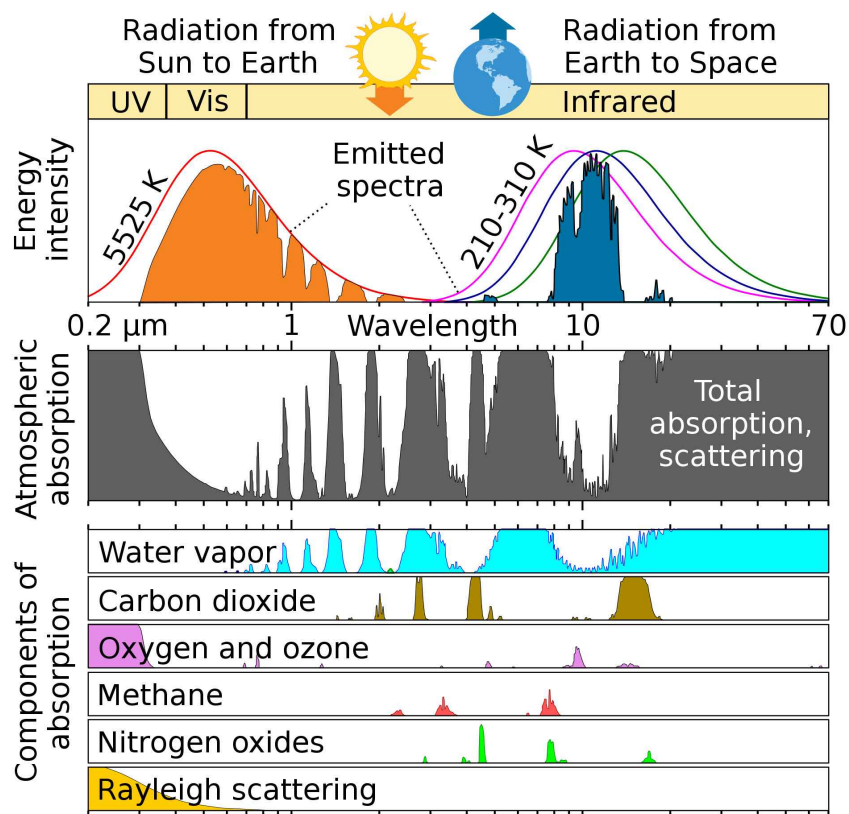 Radiation from
Sun to Earth
Radiation from
Earth to Space
UV
Vis
Infrared
Energy
intensity
5525 K
Emitted
spectra
210-310 K
0.2 μm
1
Wavelength
10
70
Atmospheric
absorption
Total
absorption,
scattering
Components of
absorption
Water vapor
Carbon dioxide
Oxygen and ozone
Methane
Nitrogen oxides
Rayleigh scattering